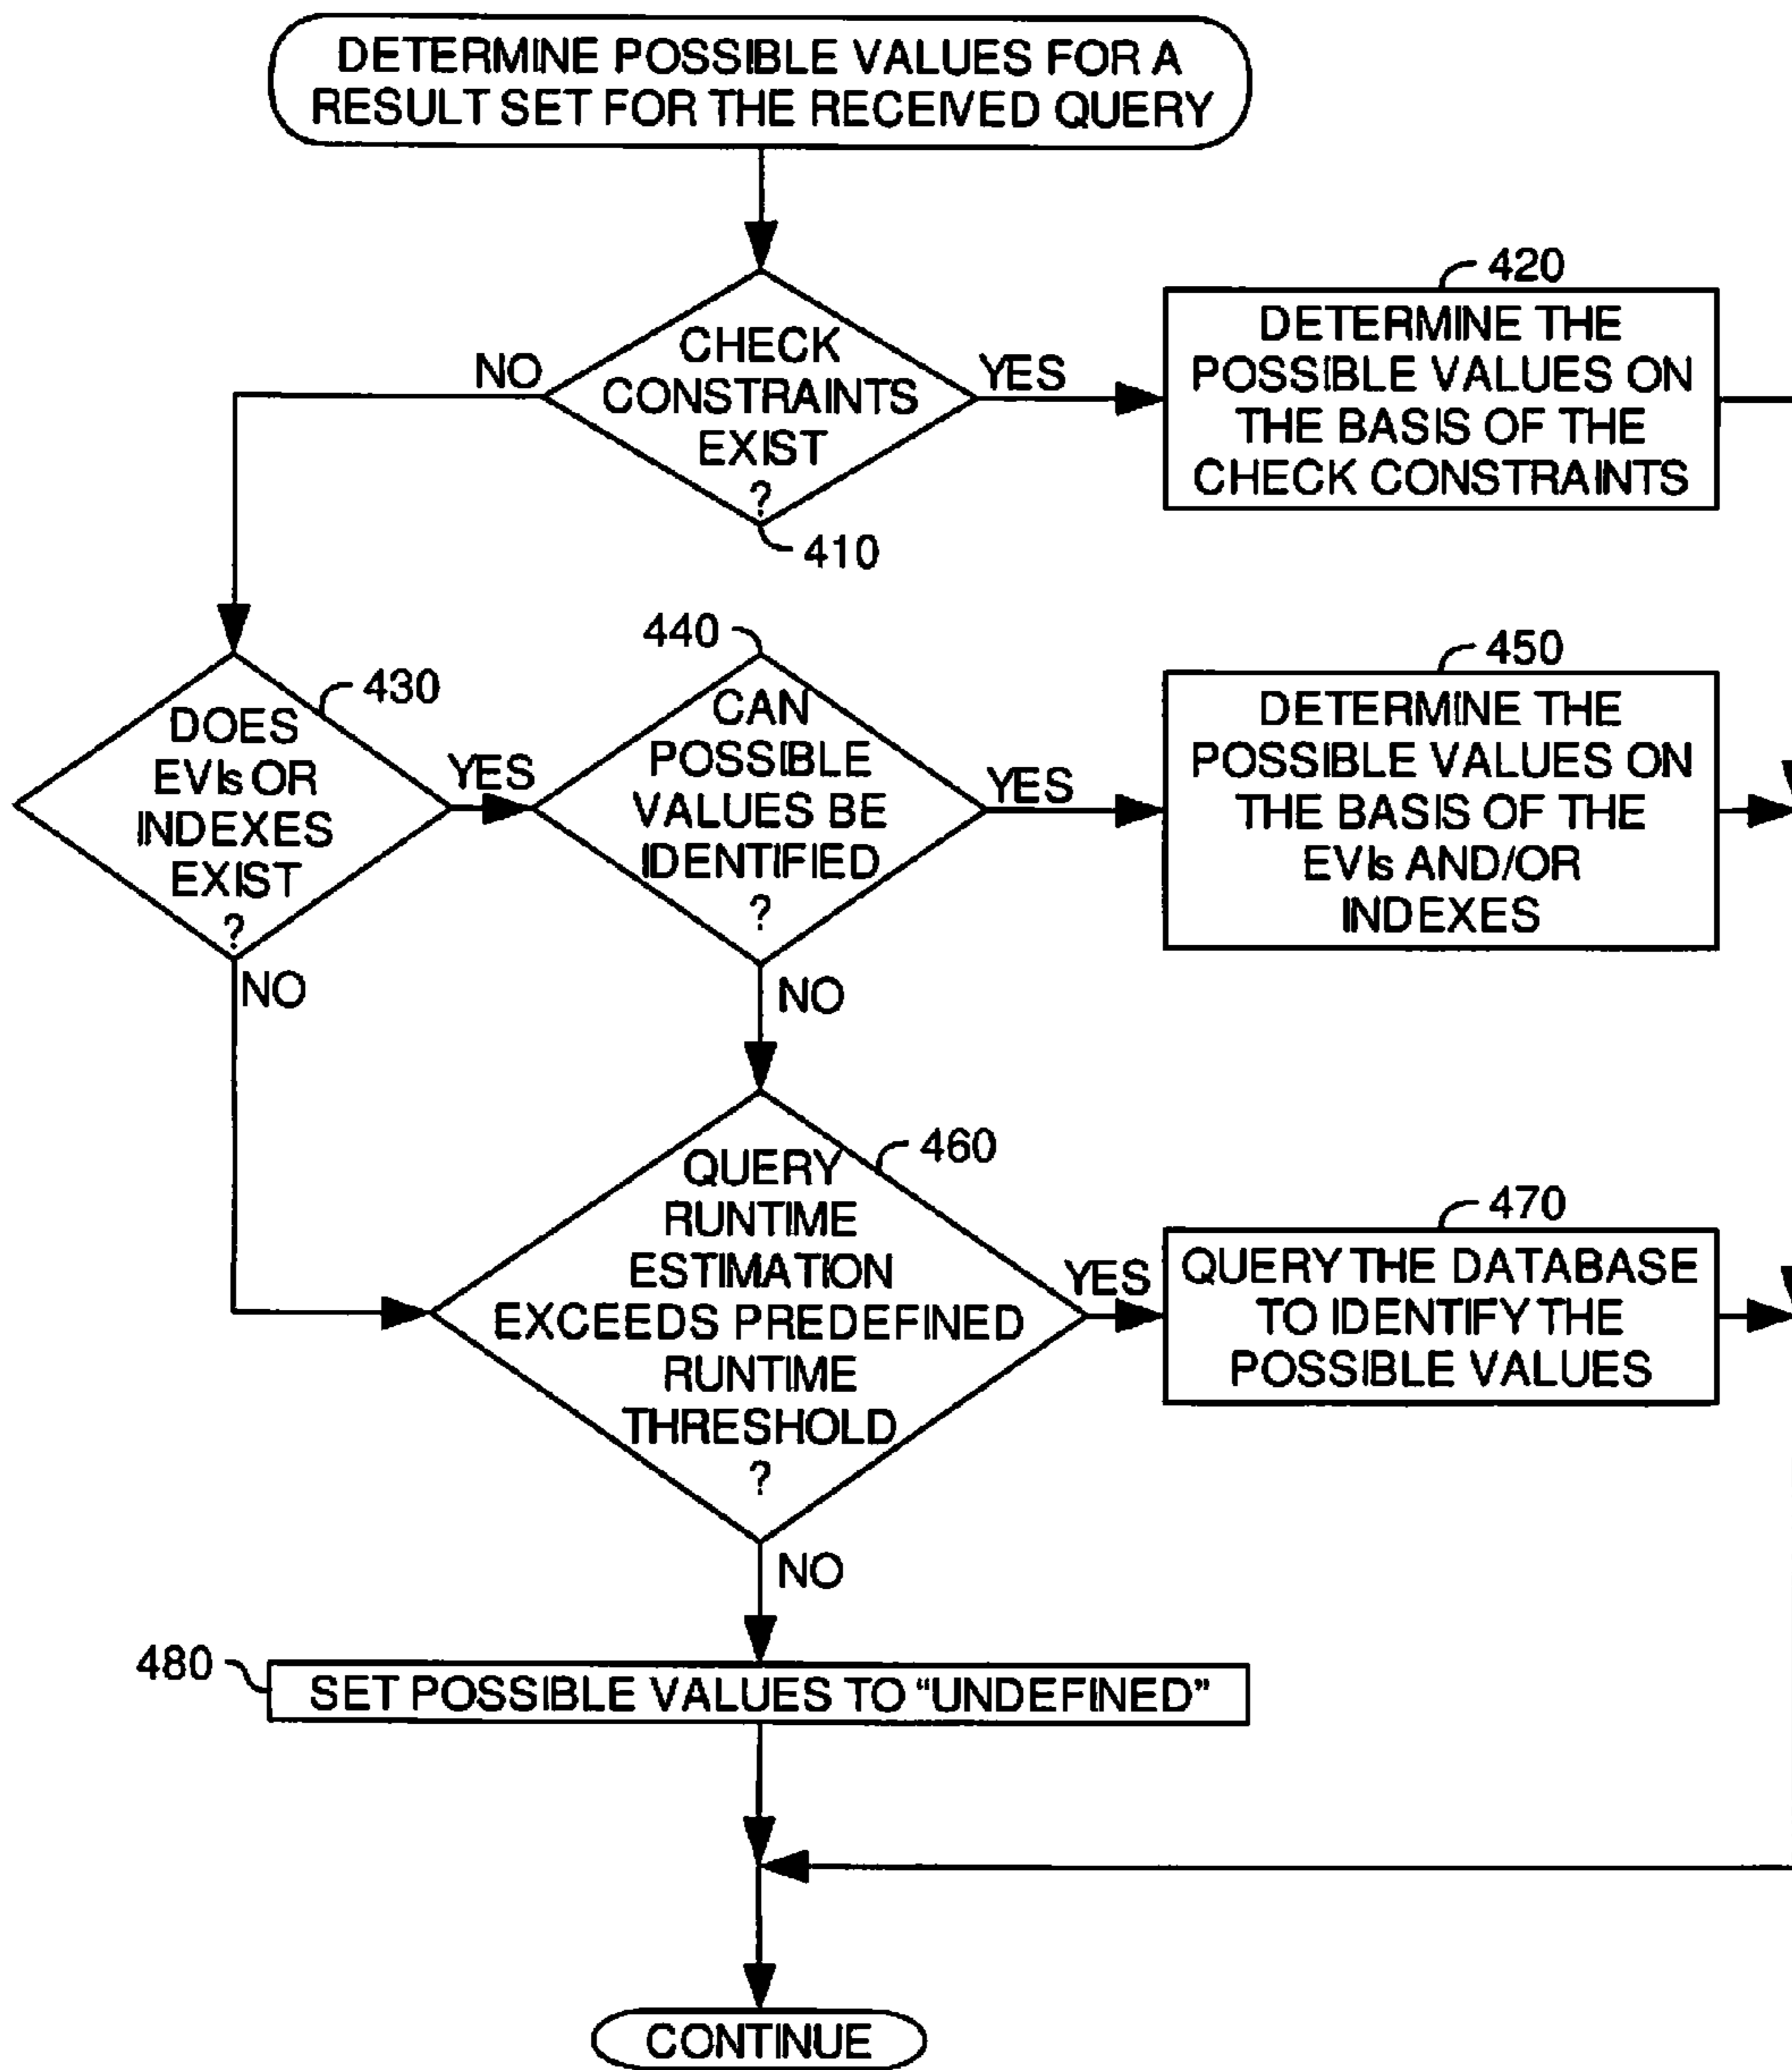 DETERMINE POSSIBLE VALUES FOR A
RESULT SET FOR THE RECEIVED QUERY
CHECK
CONSTRAINTS
EXIST
?
410
NO
YES
420
DETERMINE THE
POSSIBLE VALUES ON
THE BASIS OF THE
CHECK CONSTRAINTS
430
DOES
EVIs OR
INDEXES
EXIST
?
YES
NO
440
CAN
POSSIBLE
VALUES BE
IDENTIFIED
?
YES
NO
450
DETERMINE THE
POSSIBLE VALUES ON
THE BASIS OF THE
EVIs AND/OR
INDEXES
460
QUERY
RUNTIME
ESTIMATION
EXCEEDS PREDEFINED
RUNTIME
THRESHOLD
?
YES
NO
470
QUERY THE DATABASE
TO IDENTIFY THE
POSSIBLE VALUES
480
SET POSSIBLE VALUES TO “UNDEFINED”
CONTINUE